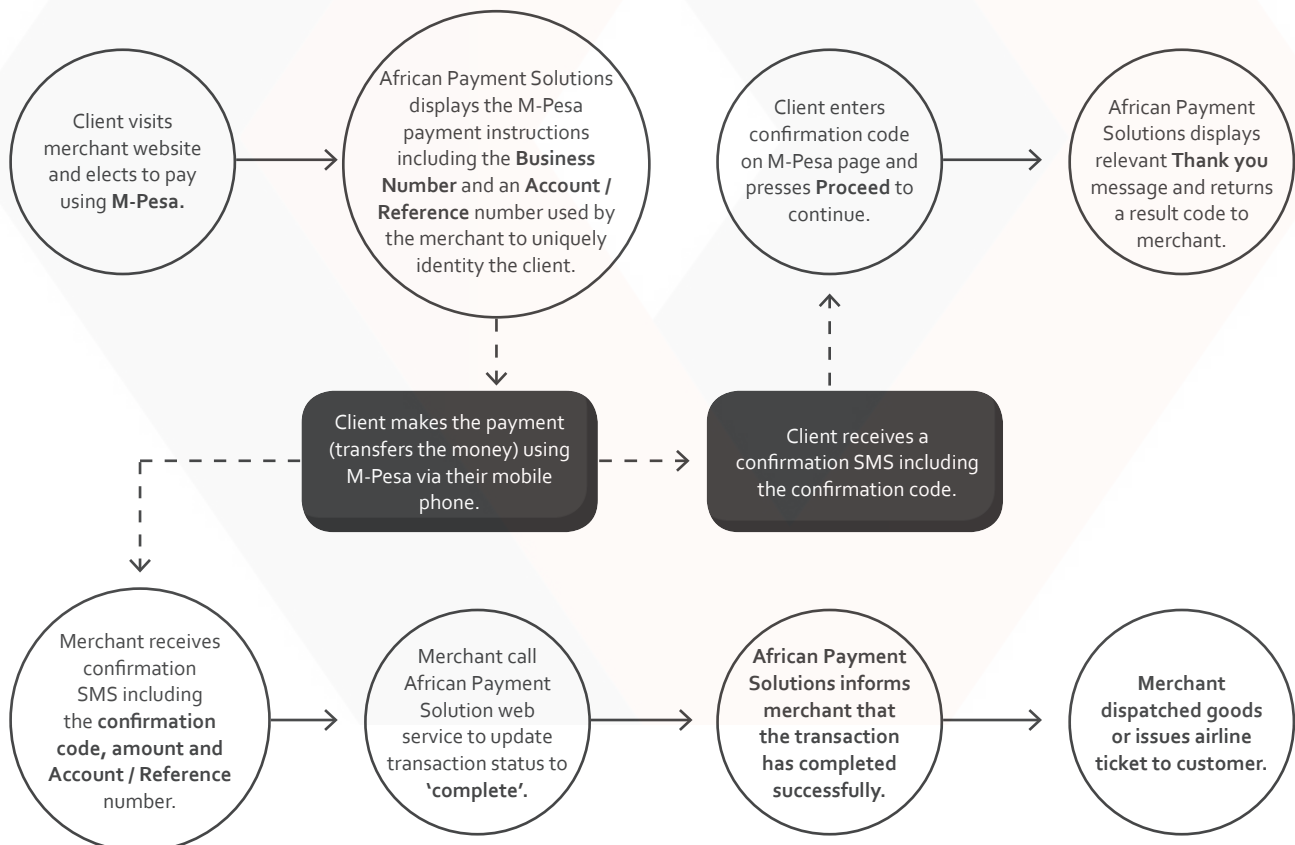 Client visits
merchant website
and elects to pay
using M-Pesa.
African Payment Solutions
displays the M-Pesa
payment instructions
including the Business
Number and an Account /
Reference number used by
the merchant to uniquely
identity the client.
Client enters
confirmation code
on M-Pesa page and
presses Proceed to
continue.
African Payment
Solutions displays
relevant Thank you
message and returns
a result code to
merchant.
Client makes the payment
(transfers the money) using
M-Pesa via their mobile
phone.
Client receives a
confirmation SMS including
the confirmation code.
Merchant receives
confirmation
SMS including
the confirmation
code, amount and
Account / Reference
number.
Merchant call
African Payment
Solution web
service to update
transaction status to
‘complete’.
African Payment
Solutions informs
merchant that
the transaction
has completed
successfully.
Merchant
dispatched goods
or issues airline
ticket to customer.